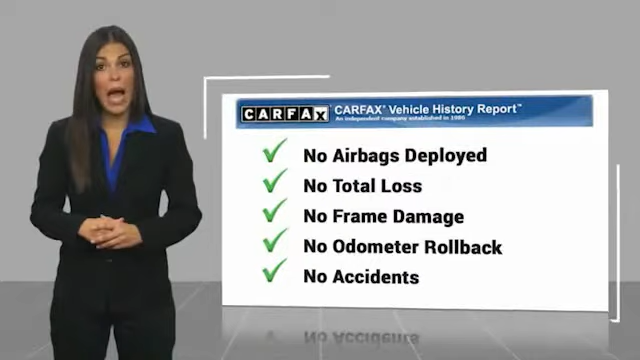 CARFAX CARFAX® Vehicle History Report™
An independent company established in 1986
No Airbags Deployed
No Total Loss
No Frame Damage
No Odometer Rollback
No Accidents